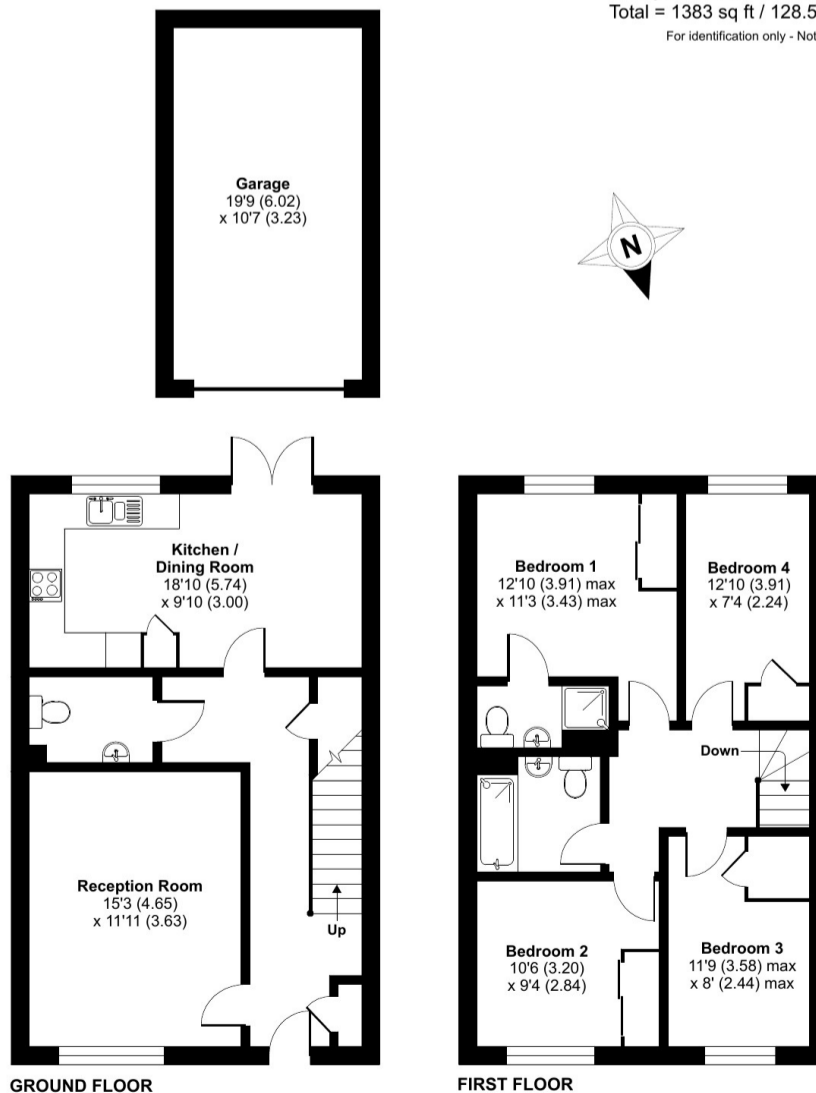 Total = 1383 sq ft / 128.5
For identification only - Not
Garage
19'9 (6.02)
x 10'7 (3.23)
N
Kitchen /
Dining Room
18'10 (5.74)
x 9'10 (3.00)
Reception Room
15'3 (4.65)
x 11'11 (3.63)
Up
GROUND FLOOR
Bedroom 1
12'10 (3.91) max
x 11'3 (3.43) max
Bedroom 4
12'10 (3.91)
x 7'4 (2.24)
Down
Bedroom 2
10'6 (3.20)
x 9'4 (2.84)
Bedroom 3
11'9 (3.58) max
x 8' (2.44) max
FIRST FLOOR